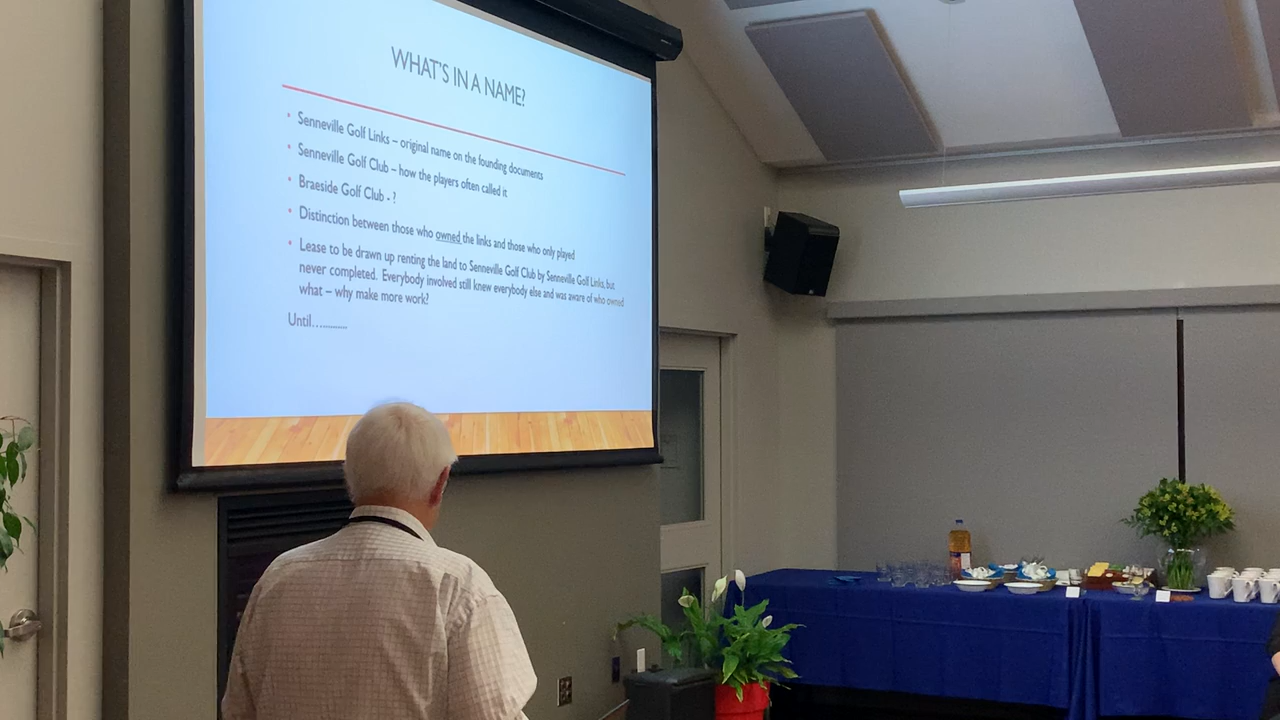 WHAT'S IN A NAME?
• Senneville Golf Links – original name on the founding documents
• Senneville Golf Club – how the players often called it
• Braeside Golf Club - ?
• Distinction between those who owned the links and those who only played
• Lease to be drawn up renting the land to Senneville Golf Club by Senneville Golf Links, but
never completed. Everybody involved still knew everybody else and was aware of who owned
what – why make more work?
Until…...........